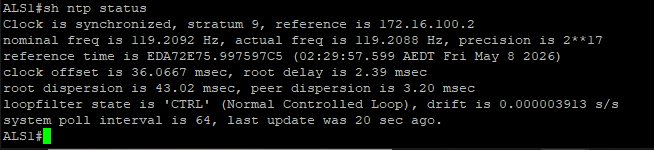 ALS1#sh ntp status
Clock is synchronized, stratum 9, reference is 172.16.100.2
nominal freq is 119.2092 Hz, actual freq is 119.2088 Hz, precision is 2**17
reference time is EDA72E75.997597C5 (02:29:57.599 AEDT Fri May 8 2026)
clock offset is 36.0667 msec, root delay is 2.39 msec
root dispersion is 43.02 msec, peer dispersion is 3.20 msec
loopfilter state is 'CTRL' (Normal Controlled Loop), drift is 0.000003913 s/s
system poll interval is 64, last update was 20 sec ago.
ALS1#